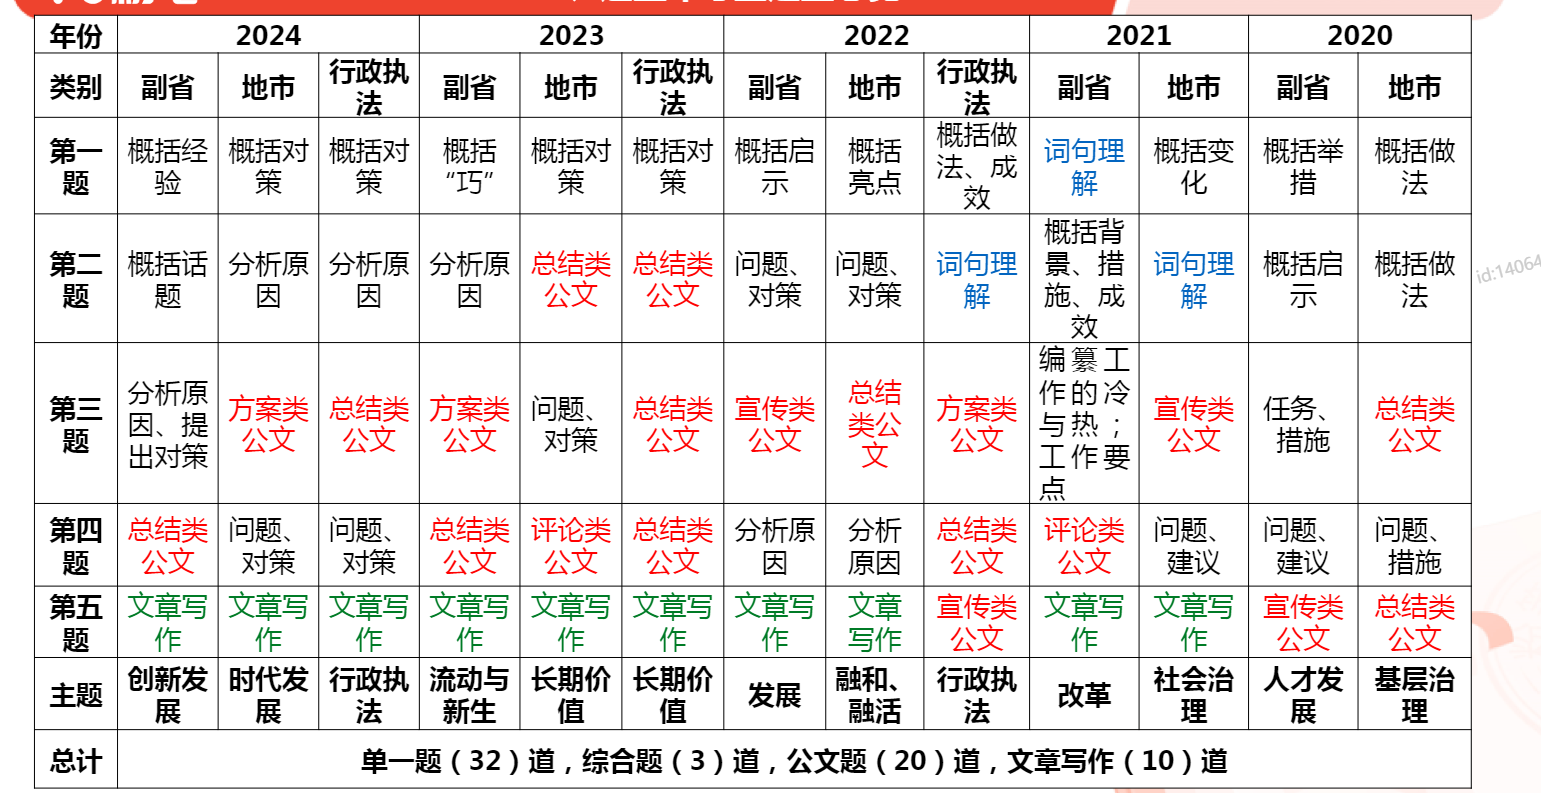 年份 2024 2023 2022 2021 2020
类别 副省 地市 行政执法 副省 地市 行政执法 副省 地市 行政执法 副省 地市 副省 地市
第一题 概括经验 概括对策 概括对策 概括“巧” 概括对策 概括对策 概括启示 概括亮点 概括做法、成效 词句理解 概括变化 概括举措 概括做法
第二题 概括话题 分析原因 分析原因 分析原因 总结类公文 总结类公文 问题、对策 问题、对策 词句理解 概括背景、措施、成效 词句理解 概括启示 概括做法
第三题 分析原因、提出对策 方案类公文 总结类公文 方案类公文 问题、对策 总结类公文 宣传类公文 总结类公文 方案类公文 编纂工作的冷与热；工作要点 宣传类公文 任务、措施 总结类公文
第四题 总结类公文 问题、对策 问题、对策 总结类公文 评论类公文 总结类公文 分析原因 分析原因 总结类公文 评论类公文 问题、建议 问题、建议 问题、措施
第五题 文章写作 文章写作 文章写作 文章写作 文章写作 文章写作 文章写作 文章写作 宣传类公文 文章写作 文章写作 宣传类公文 总结类公文
主题 创新发展 时代发展 行政执法 流动与新生 长期价值 长期价值 发展 融和、融活 行政执法 改革 社会治理 人才发展 基层治理
总计 单一题（32）道，综合题（3）道，公文题（20）道，文章写作（10）道
id:14064